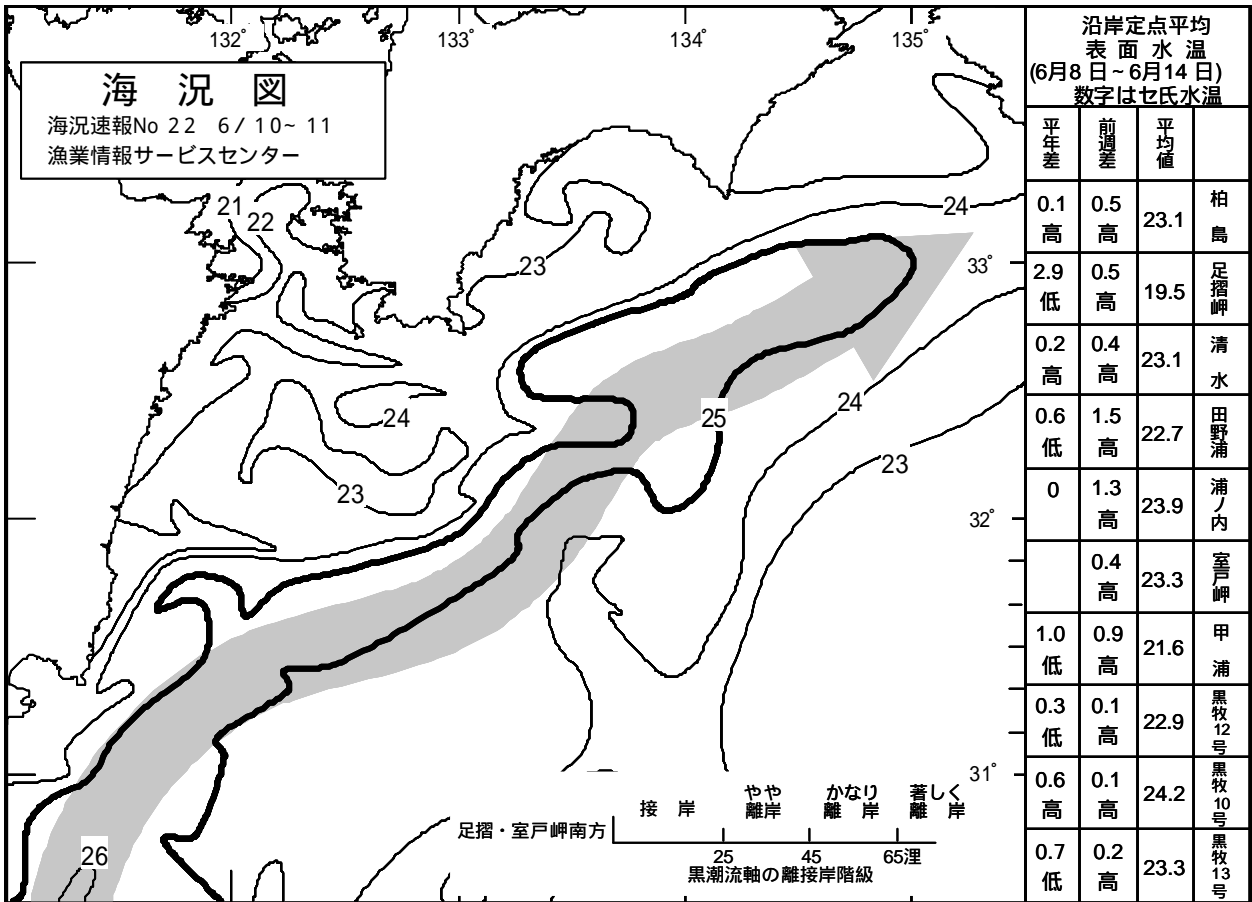 132°
133°
134°
135°
海況図
海況速報No 22 6/10~11
漁業情報サービスセンター
21
22
24
23
33°
24
24
25
23
23
32°
31°
26
接岸 やや離岸 かなり離岸 著しく離岸
足摺・室戸岬南方
25 45 65浬
黒潮流軸の離接岸階級
沿岸定点平均
表面水温
(6月8日~6月14日)
数字はセ氏水温
平年差 前週差 平均値
0.1高 0.5高 23.1 柏島
2.9低 0.5高 19.5 足摺岬
0.2高 0.4高 23.1 清水
0.6低 1.5高 22.7 田野浦
0 1.3高 23.9 浦ノ内
0.4高 23.3 室戸岬
1.0低 0.9高 21.6 甲浦
0.3低 0.1高 22.9 黒牧12号
0.6高 0.1高 24.2 黒牧10号
0.7低 0.2高 23.3 黒牧13号